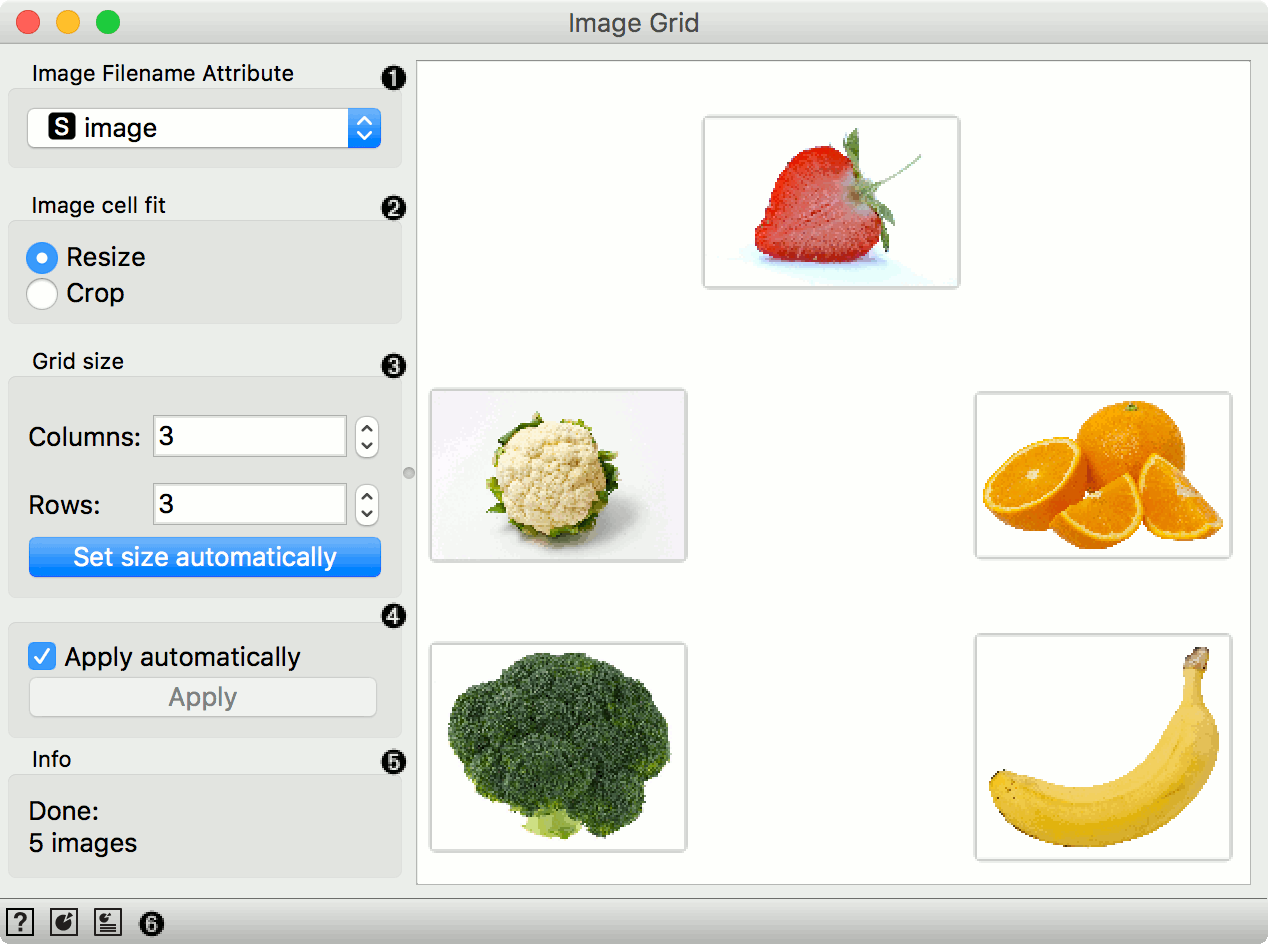 Image Grid
Image Filename Attribute
❶
S image
Image cell fit
❷
Resize
Crop
Grid size
❸
Columns: 3
Rows: 3
Set size automatically
❹
Apply automatically
Apply
Info
❺
Done:
5 images
? ❻